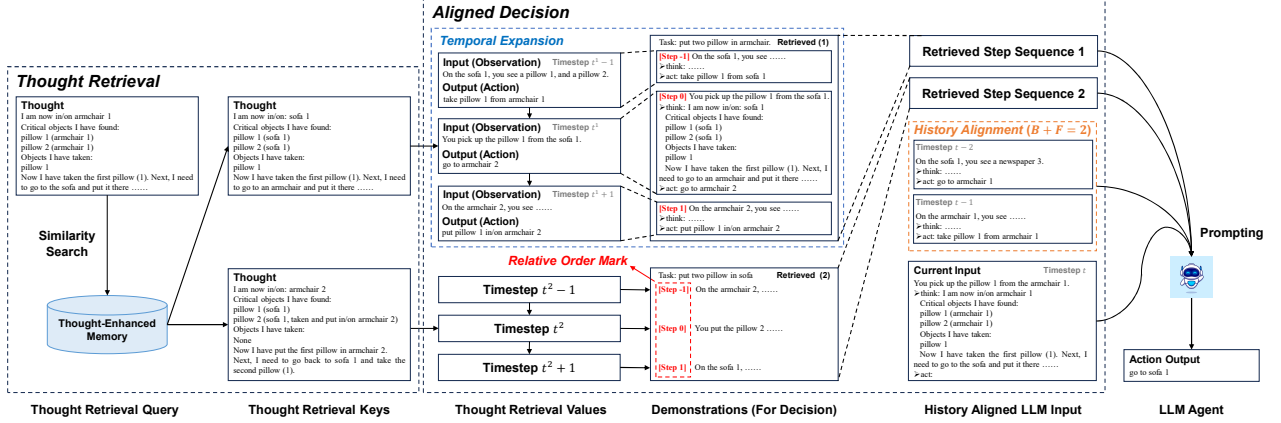 Thought Retrieval
Thought
I am now in/on armchair 1
Critical objects I have found:
pillow 1 (armchair 1)
pillow 2 (armchair 1)
Objects I have taken:
pillow 1
Now I have taken the first pillow (1). Next, I need
to go to the sofa and put it there ……
Similarity
Search
Thought-Enhanced
Memory
Thought
I am now in/on: sofa 1
Critical objects I have found:
pillow 1 (sofa 1)
pillow 2 (sofa 1)
Objects I have taken:
pillow 1
Now I have taken the first pillow (1). Next, I need
to go to an armchair and put it there ……
Thought
I am now in/on: armchair 2
Critical objects I have found:
pillow 1 (sofa 1)
pillow 2 (sofa 1, taken and put in/on armchair 2)
Objects I have taken:
None
Now I have put the first pillow in armchair 2.
Next, I need to go back to sofa 1 and take the
second pillow (1).
Aligned Decision
Temporal Expansion
Input (Observation) Timestep t¹ − 1
On the sofa 1, you see a pillow 1, and a pillow 2.
Output (Action)
take pillow 1 from armchair 1
Input (Observation) Timestep t¹
You pick up the pillow 1 from the sofa 1.
Output (Action)
go to armchair 2
Input (Observation) Timestep t¹ + 1
On the armchair 2, you see ……
Output (Action)
put pillow 1 in/on armchair 2
Relative Order Mark
Timestep t² − 1
Timestep t²
Timestep t² + 1
Task: put two pillow in armchair. Retrieved (1)
[Step -1] On the sofa 1, you see ……
➤think: ……
➤act: take pillow 1 from sofa 1
[Step 0] You pick up the pillow 1 from the sofa 1.
➤think: I am now in/on: sofa 1
Critical objects I have found:
pillow 1 (sofa 1)
pillow 2 (sofa 1)
Objects I have taken:
pillow 1
Now I have taken the first pillow (1). Next, I
need to go to an armchair and put it there ……
➤act: go to armchair 2
[Step 1] On the armchair 2, you see ……
➤think: ……
➤act: put pillow 1 in/on armchair 2
Task: put two pillow in sofa Retrieved (2)
[Step -1] On the armchair 2, ……
[Step 0] You put the pillow 2 ……
[Step 1] On the sofa 1, ……
Retrieved Step Sequence 1
Retrieved Step Sequence 2
History Alignment (B + F = 2)
Timestep t − 2
On the sofa 1, you see a newspaper 3.
➤think: ……
➤act: go to armchair 1
Timestep t − 1
On the armchair 1, you see ……
➤think: ……
➤act: take pillow 1 from armchair 1
Current Input Timestep t
You pick up the pillow 1 from the armchair 1.
➤think: I am now in/on armchair 1
Critical objects I have found:
pillow 1 (armchair 1)
pillow 2 (armchair 1)
Objects I have taken:
pillow 1
Now I have taken the first pillow (1). Next, I
need to go to the sofa and put it there ……
➤act:
Prompting
Action Output
go to sofa 1
Thought Retrieval Query
Thought Retrieval Keys
Thought Retrieval Values
Demonstrations (For Decision)
History Aligned LLM Input
LLM Agent